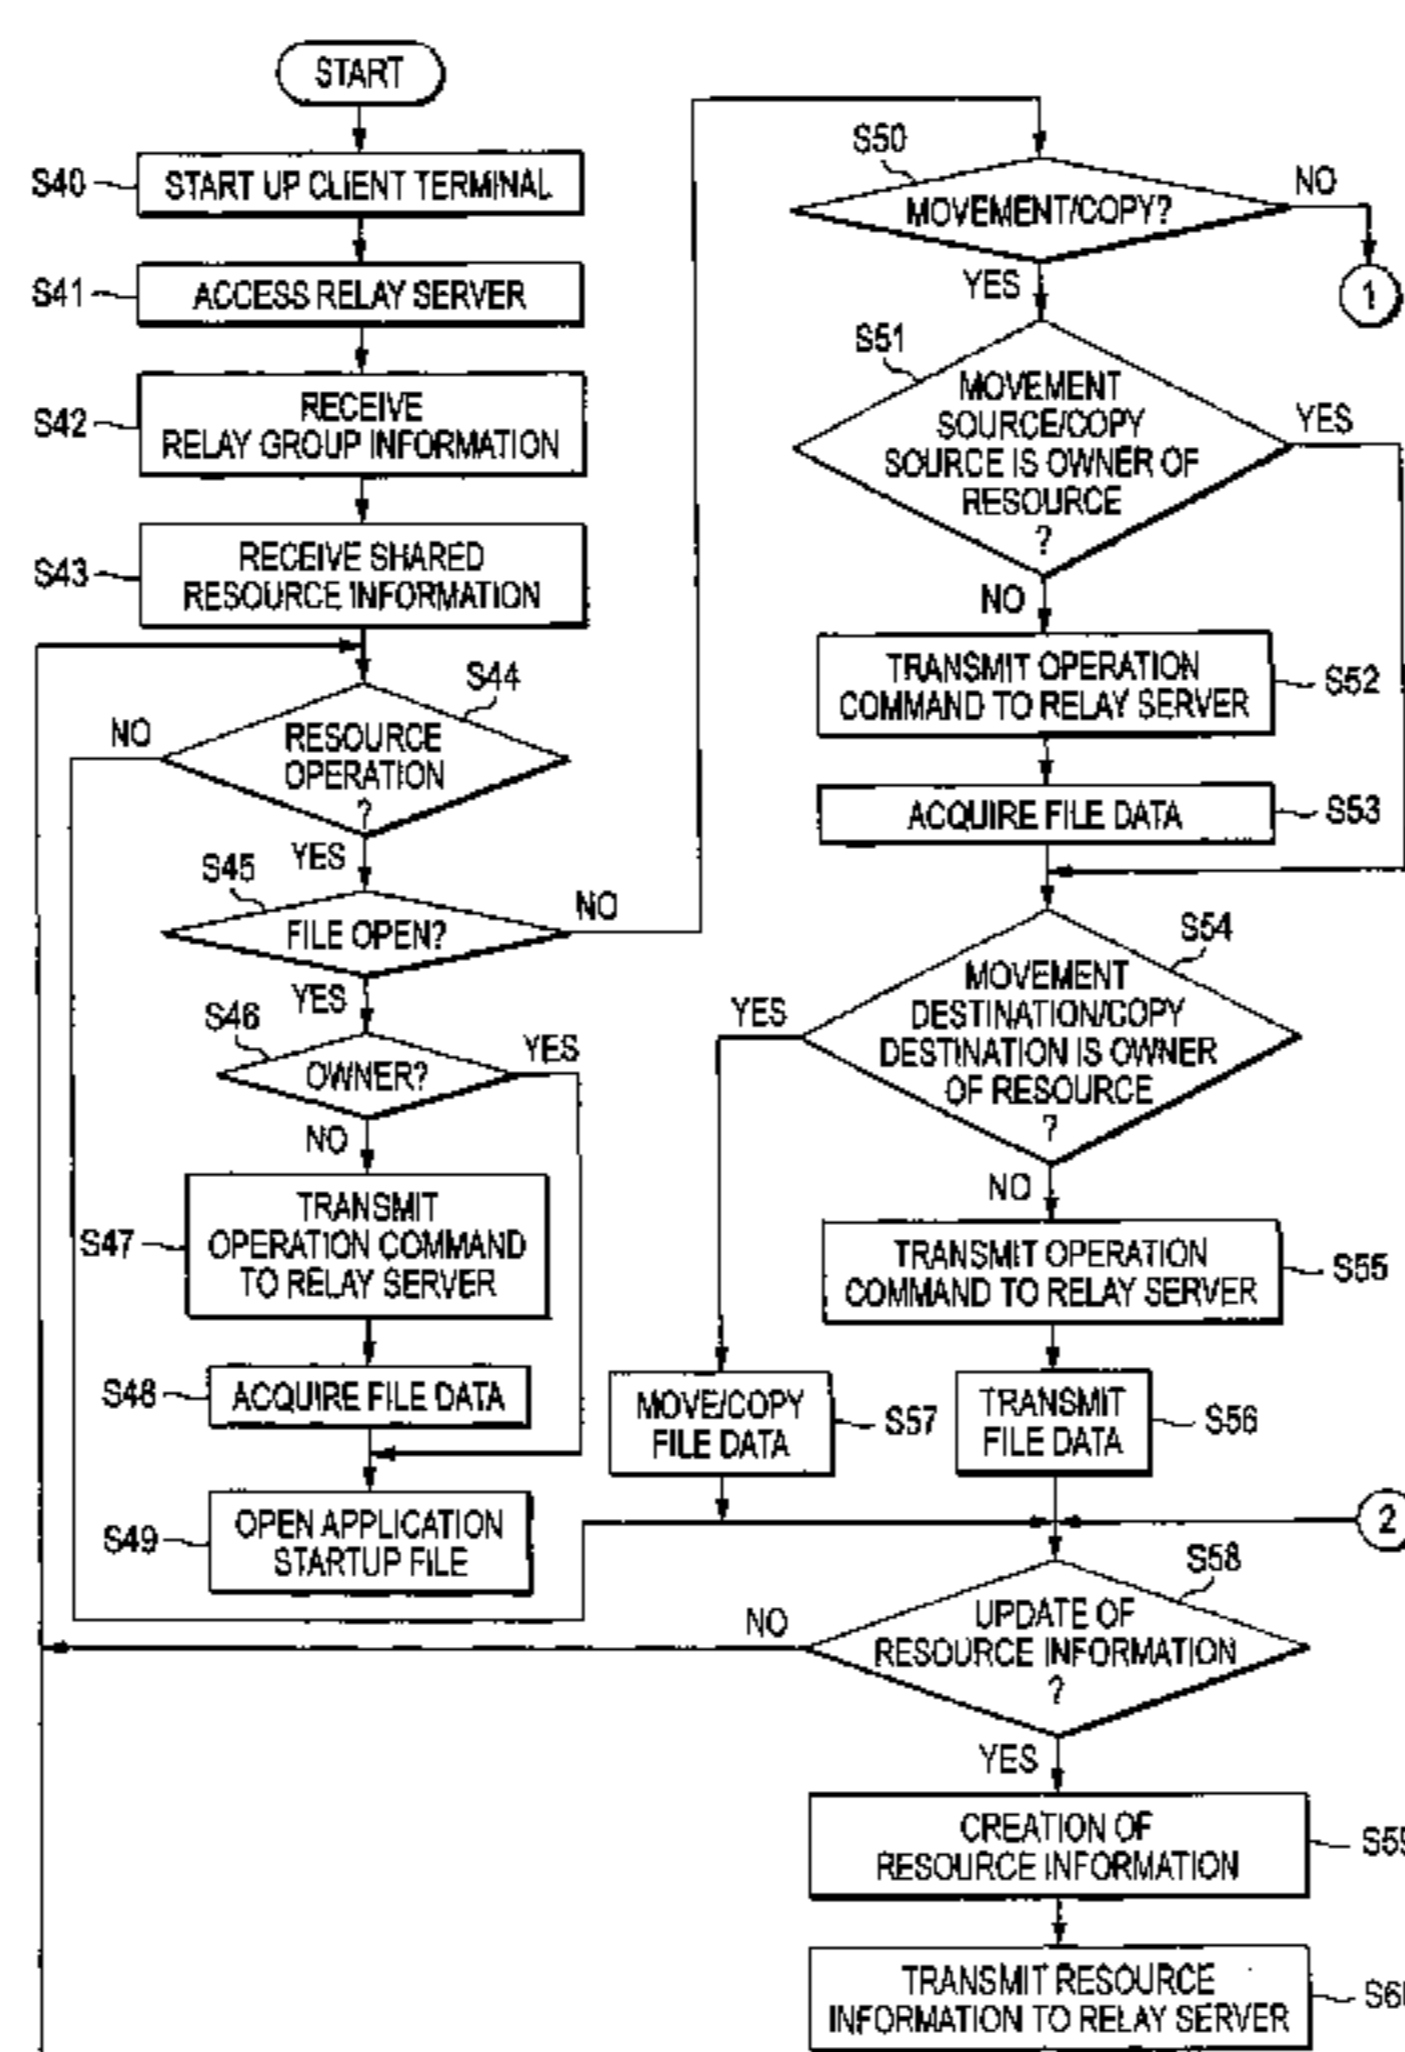 START
S40
START UP CLIENT TERMINAL
S41
ACCESS RELAY SERVER
S42
RECEIVE
RELAY GROUP INFORMATION
S43
RECEIVE SHARED
RESOURCE INFORMATION
S44
NO
RESOURCE
OPERATION
?
YES
S45
FILE OPEN?
NO
YES
S46
OWNER?
YES
NO
S47
TRANSMIT
OPERATION COMMAND
TO RELAY SERVER
S48
ACQUIRE FILE DATA
S49
OPEN APPLICATION
STARTUP FILE
S50
MOVEMENT/COPY?
NO
1
YES
S51
MOVEMENT
SOURCE/COPY
SOURCE IS OWNER OF
RESOURCE
?
YES
NO
TRANSMIT OPERATION
COMMAND TO RELAY SERVER
S52
ACQUIRE FILE DATA
S53
S54
MOVEMENT
DESTINATION/COPY
DESTINATION IS OWNER
OF RESOURCE
?
YES
NO
TRANSMIT OPERATION
COMMAND TO RELAY SERVER
S55
MOVE/COPY
FILE DATA
S57
TRANSMIT
FILE DATA
S56
2
S58
UPDATE OF
RESOURCE INFORMATION
?
NO
YES
CREATION OF
RESOURCE INFORMATION
S59
TRANSMIT RESOURCE
INFORMATION TO RELAY SERVER
S60